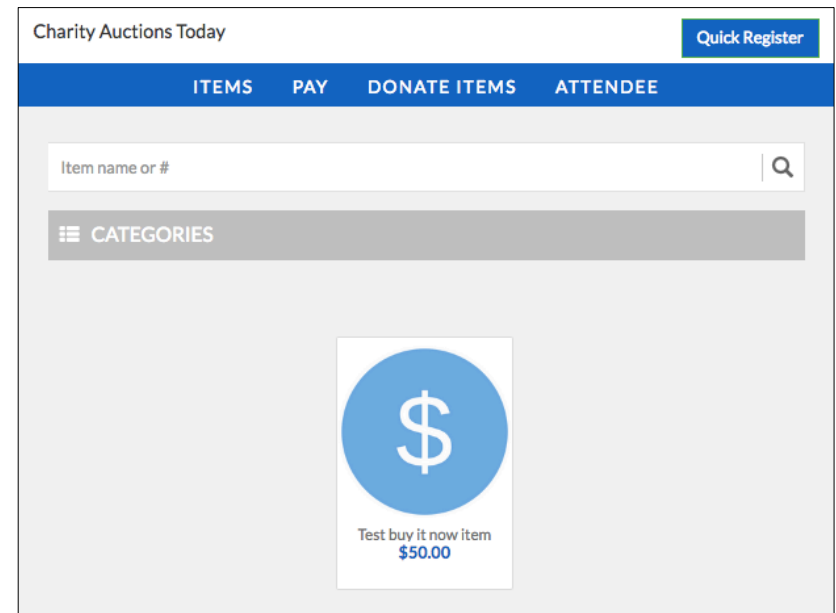 Charity Auctions Today
Quick Register
ITEMS PAY DONATE ITEMS ATTENDEE
Item name or #
CATEGORIES
$
Test buy it now item
$50.00